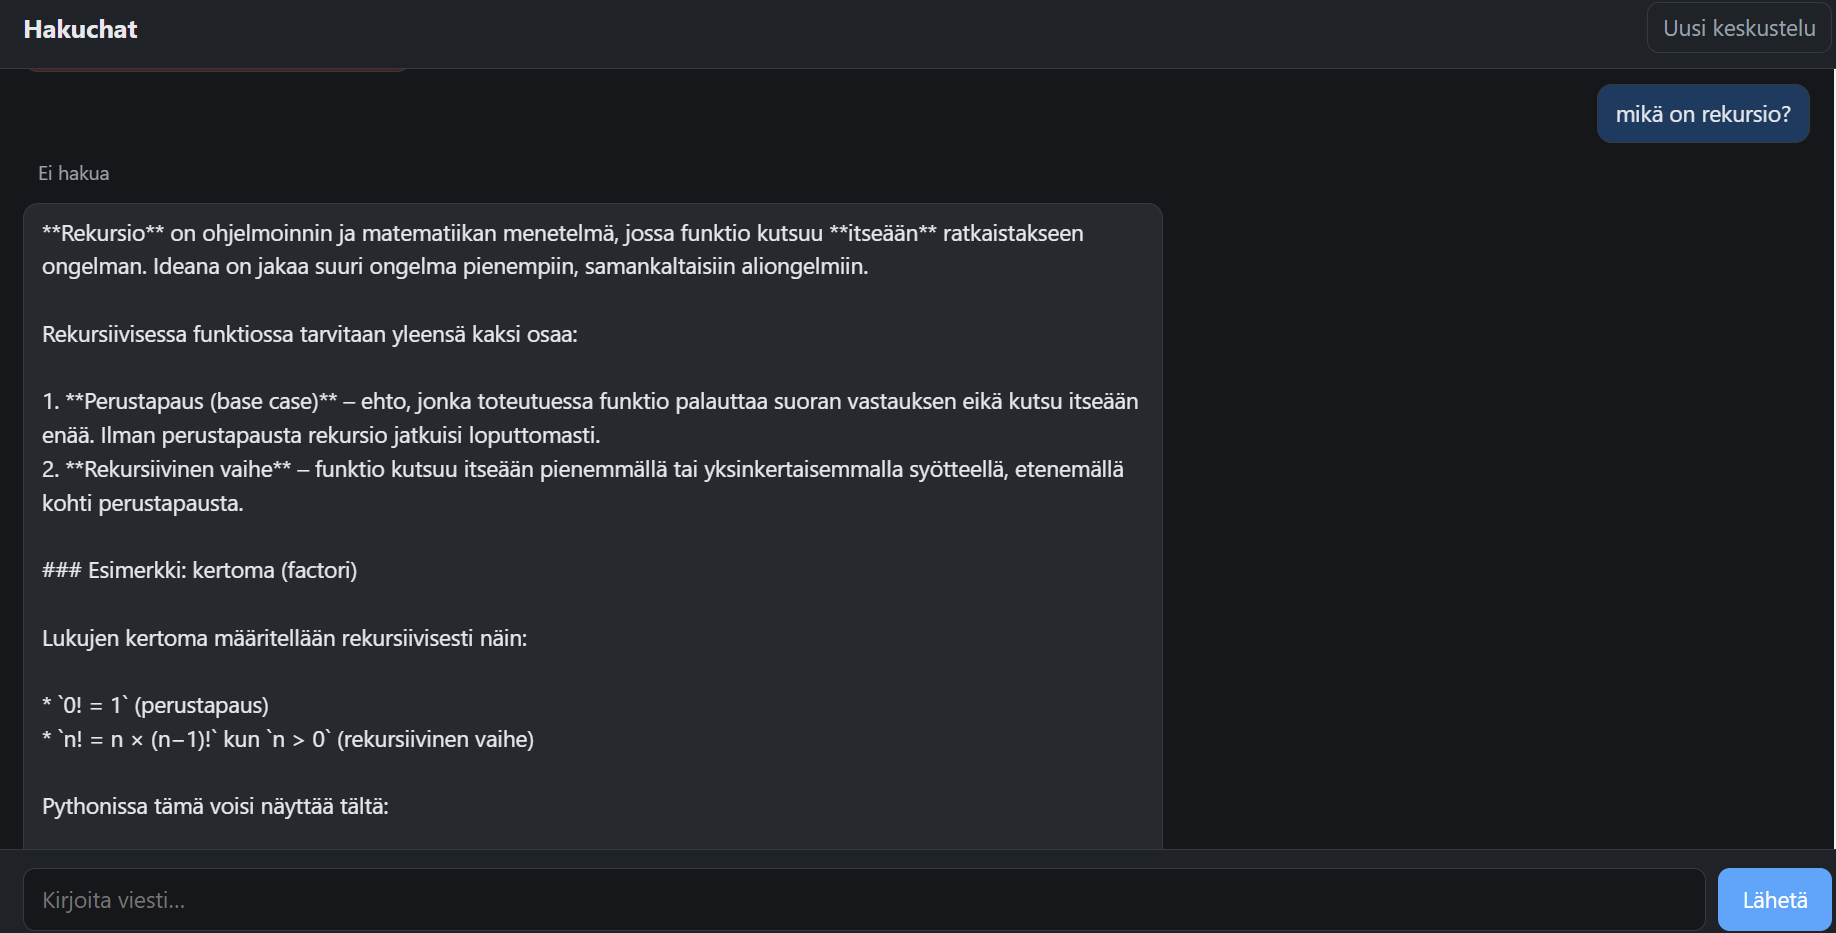 Hakuchat
Uusi keskustelu
mikä on rekursio?
Ei hakua
**Rekursio** on ohjelmoinnin ja matematiikan menetelmä, jossa funktio kutsuu **itseään** ratkaistakseen
ongelman. Ideana on jakaa suuri ongelma pienempiin, samankaltaisiin aliongelmiin.
Rekursiivisessa funktiossa tarvitaan yleensä kaksi osaa:
1. **Perustapaus (base case)** – ehto, jonka toteutuessa funktio palauttaa suoran vastauksen eikä kutsu itseään
enää. Ilman perustapausta rekursio jatkuisi loputtomasti.
2. **Rekursiivinen vaihe** – funktio kutsuu itseään pienemmällä tai yksinkertaisemmalla syötteellä, etenemällä
kohti perustapausta.
### Esimerkki: kertoma (factori)
Lukujen kertoma määritellään rekursiivisesti näin:
* `0! = 1` (perustapaus)
* `n! = n × (n−1)!` kun `n > 0` (rekursiivinen vaihe)
Pythonissa tämä voisi näyttää tältä:
Kirjoita viesti...
Lähetä